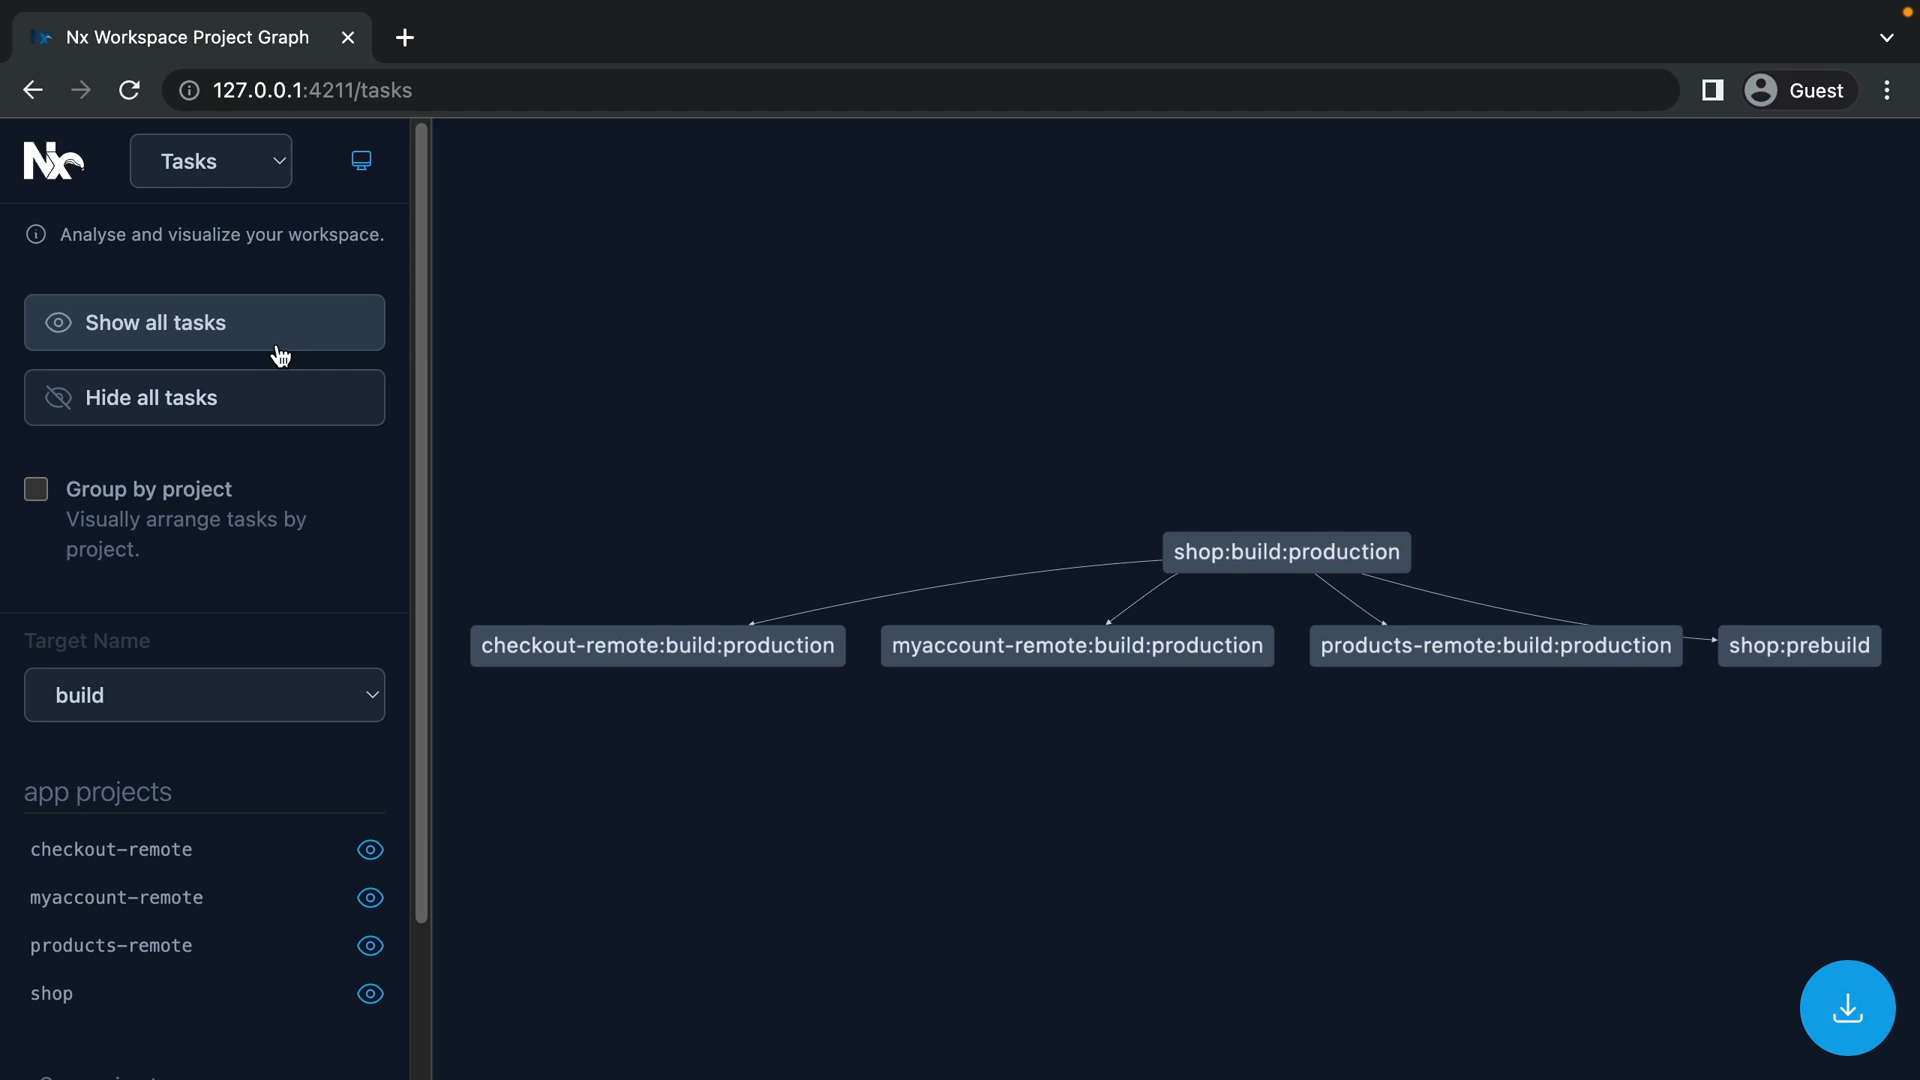 Nx Workspace Project Graph
127.0.0.1:4211/tasks
Guest
Nx
Tasks
Analyse and visualize your workspace.
Show all tasks
Hide all tasks
Group by project
Visually arrange tasks by
project.
Target Name
build
app projects
checkout-remote
myaccount-remote
products-remote
shop
shop:build:production
checkout-remote:build:production
myaccount-remote:build:production
products-remote:build:production
shop:prebuild